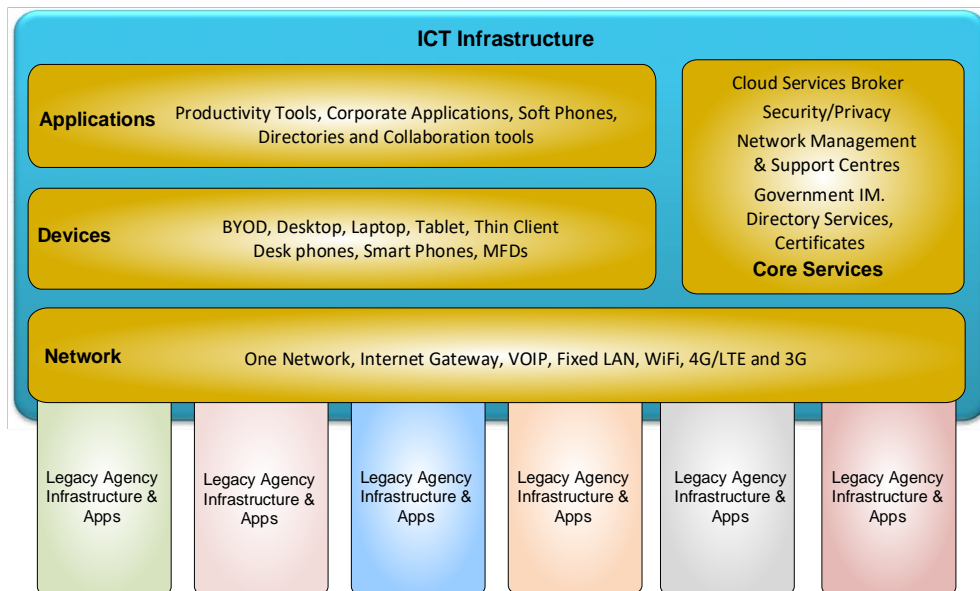 ICT Infrastructure
Applications
Productivity Tools, Corporate Applications, Soft Phones,
Directories and Collaboration tools
Cloud Services Broker
Security/Privacy
Network Management
& Support Centres
Government IM.
Directory Services,
Certificates
Core Services
Devices
BYOD, Desktop, Laptop, Tablet, Thin Client
Desk phones, Smart Phones, MFDs
Network
One Network, Internet Gateway, VOIP, Fixed LAN, WiFi, 4G/LTE and 3G
Legacy Agency
Infrastructure &
Apps
Legacy Agency
Infrastructure &
Apps
Legacy Agency
Infrastructure &
Apps
Legacy Agency
Infrastructure &
Apps
Legacy Agency
Infrastructure &
Apps
Legacy Agency
Infrastructure &
Apps